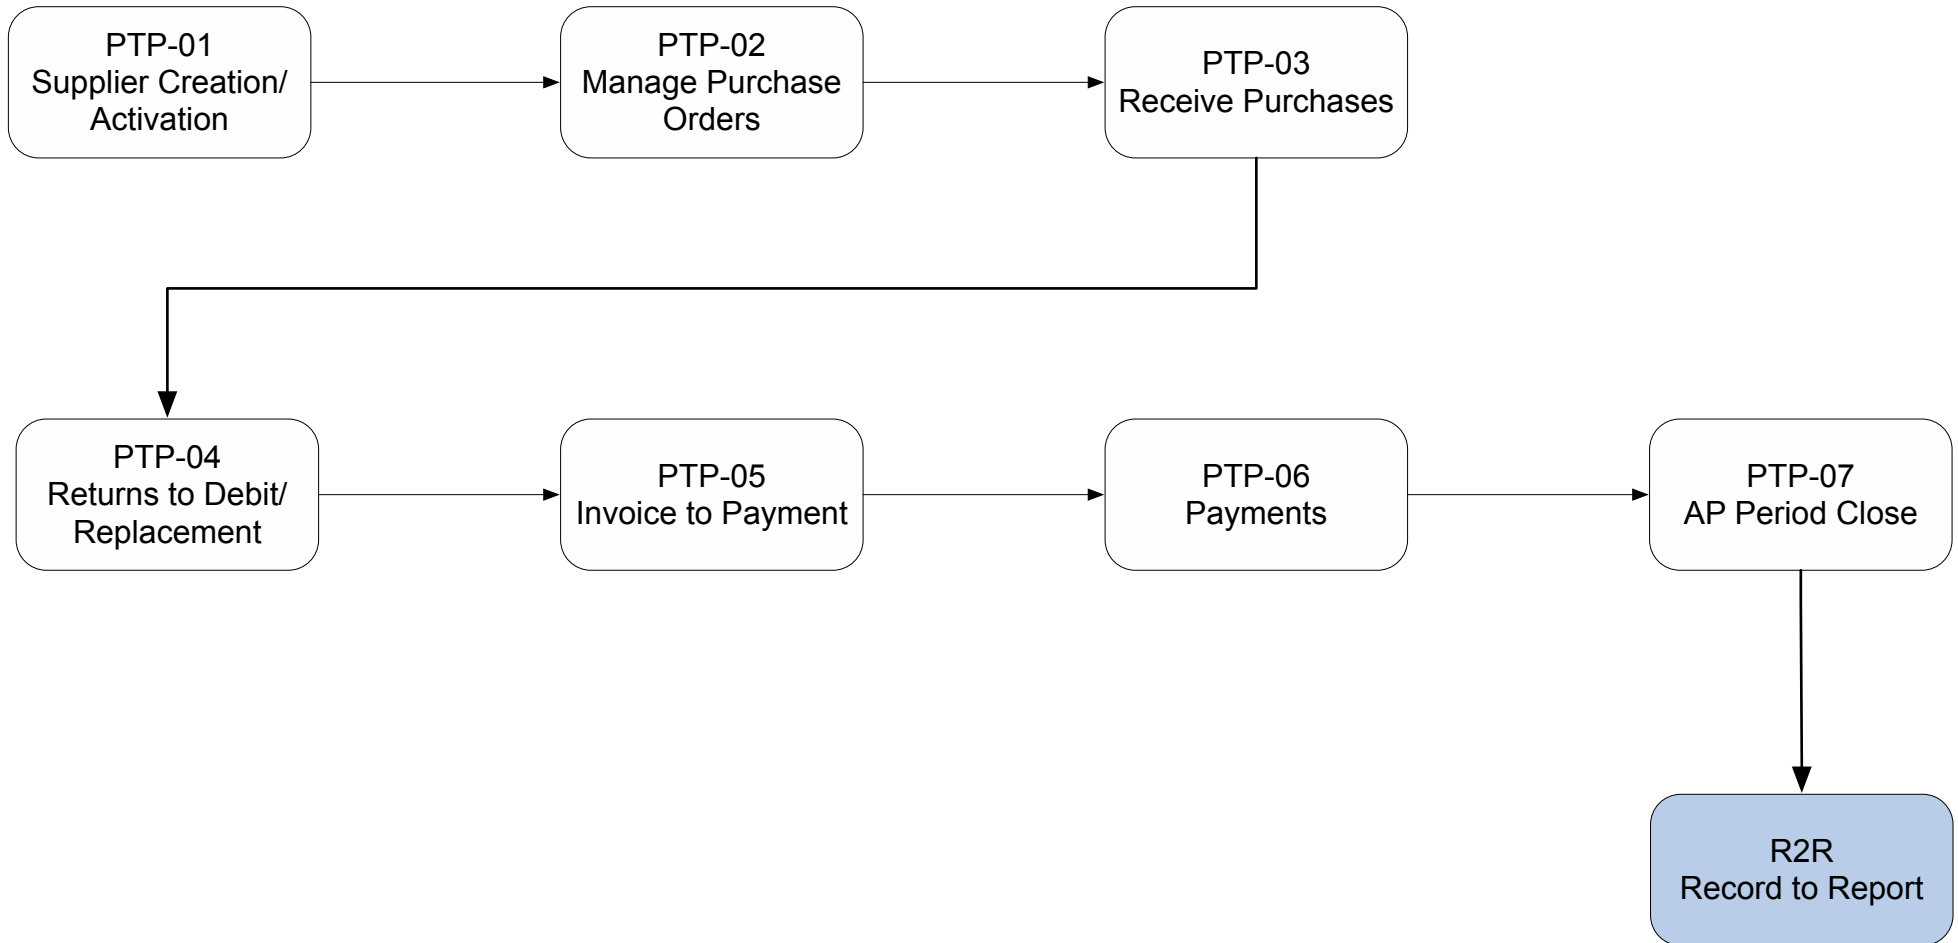 PTP-01
Supplier Creation/
Activation
PTP-02
Manage Purchase
Orders
PTP-03
Receive Purchases
PTP-04
Returns to Debit/
Replacement
PTP-05
Invoice to Payment
PTP-06
Payments
PTP-07
AP Period Close
R2R
Record to Report